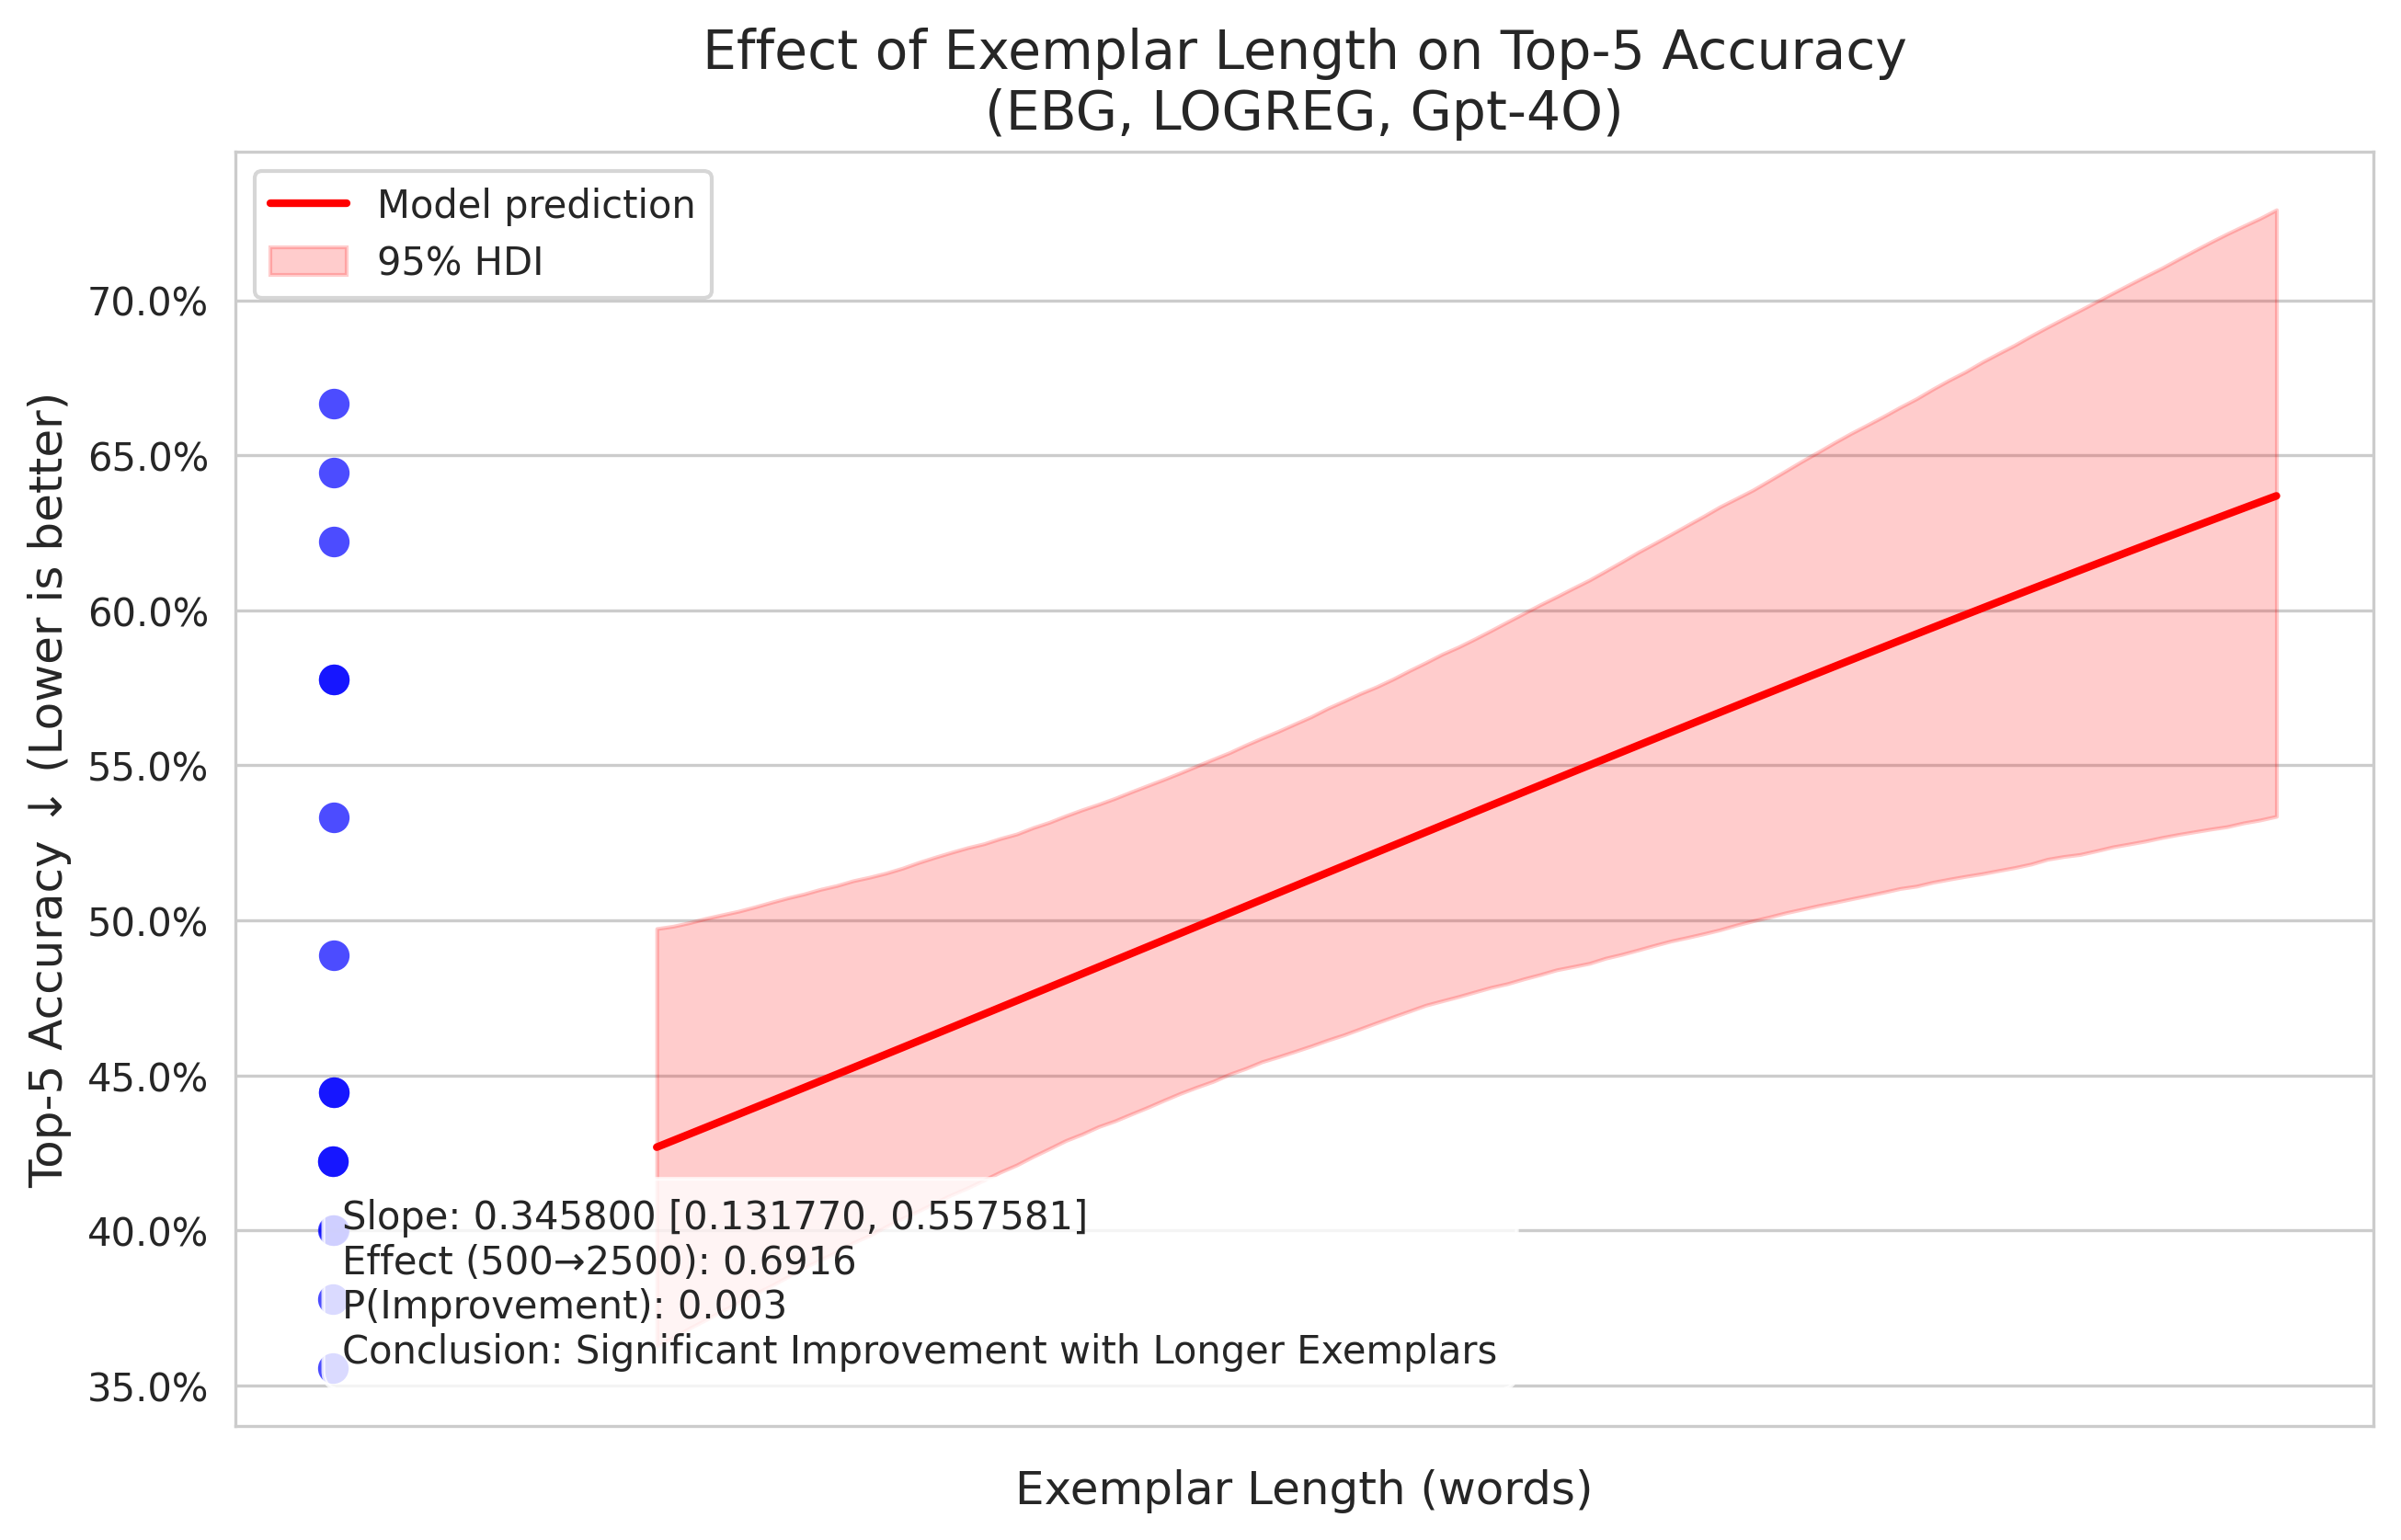 Effect of Exemplar Length on Top-5 Accuracy
(EBG, LOGREG, Gpt-4O)
Model prediction
95% HDI
70.0%
65.0%
60.0%
55.0%
50.0%
45.0%
40.0%
35.0%
Top-5 Accuracy ↓ (Lower is better)
Slope: 0.345800 [0.131770, 0.557581]
Effect (500→2500): 0.6916
P(Improvement): 0.003
Conclusion: Significant Improvement with Longer Exemplars
Exemplar Length (words)